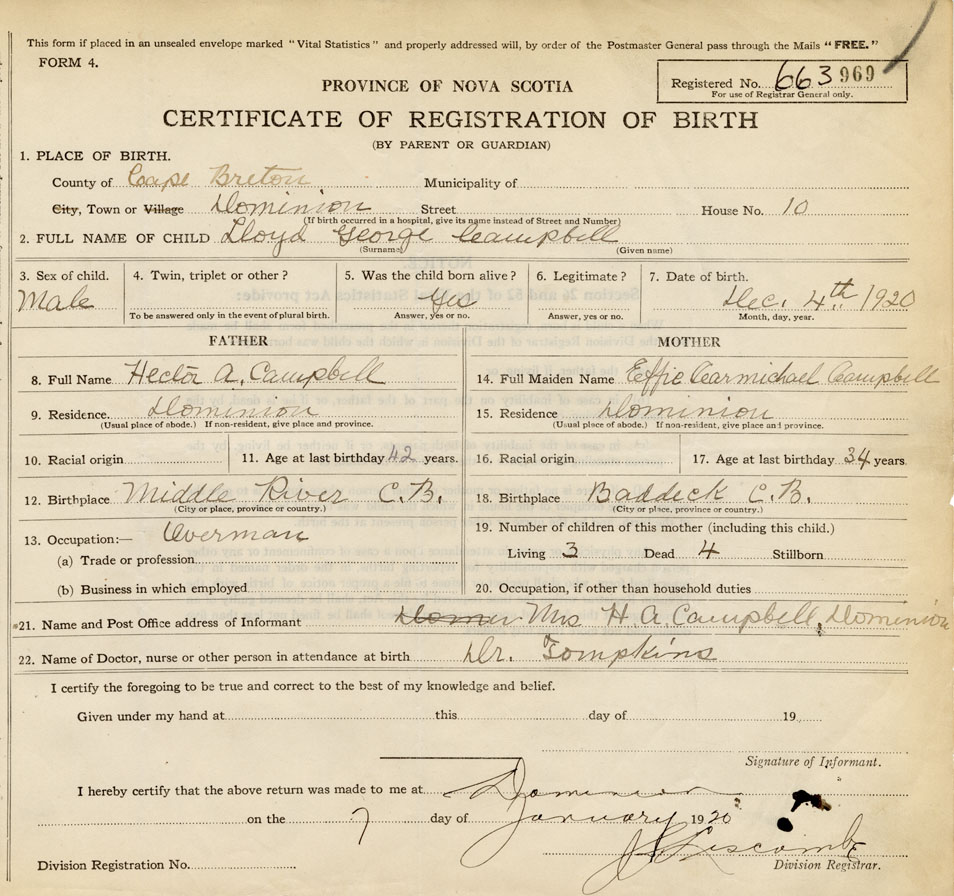 This form if placed in an unsealed envelope marked "Vital Statistics" and properly addressed will, by order of the Postmaster General pass through the Mails "FREE."
FORM 4.
Registered No. 663 969
For use of Registrar General only.
PROVINCE OF NOVA SCOTIA
CERTIFICATE OF REGISTRATION OF BIRTH
(BY PARENT OR GUARDIAN)
1. PLACE OF BIRTH.
County of Cape Breton Municipality of
City, Town or Village Dominion Street House No. 10
(If birth occurred in a hospital, give its name instead of Street and Number)
2. FULL NAME OF CHILD Lloyd George Campbell
(Surname) (Given name)
3. Sex of child. 4. Twin, triplet or other? 5. Was the child born alive? 6. Legitimate? 7. Date of birth.
Male Yes Dec. 4th 1920
To be answered only in the event of plural birth. Answer, yes or no. Answer, yes or no. Month, day, year.
FATHER MOTHER
8. Full Name Hector A. Campbell 14. Full Maiden Name Effie Carmichael Campbell
9. Residence. Dominion 15. Residence Dominion
(Usual place of abode.) If non-resident, give place and province. (Usual place of abode.) If non-resident, give place and province.
10. Racial origin 11. Age at last birthday 42 years. 16. Racial origin 17. Age at last birthday 34 years.
12. Birthplace Middle River C.B. 18. Birthplace Baddeck C.B.
(City or place, province or country.) (City or place, province or country.)
13. Occupation:— Overman 19. Number of children of this mother (including this child.)
(a) Trade or profession Living 3 Dead 4 Stillborn
(b) Business in which employed 20. Occupation, if other than household duties
*21. Name and Post Office address of Informant Mrs H. A. Campbell, Dominion
22. Name of Doctor, nurse or other person in attendance at birth Dr. Tompkins
I certify the foregoing to be true and correct to the best of my knowledge and belief.
Given under my hand at this day of 19
Signature of Informant.
I hereby certify that the above return was made to me at Dominion
on the 7 day of January 1920
Liscomb
Division Registration No. Division Registrar.